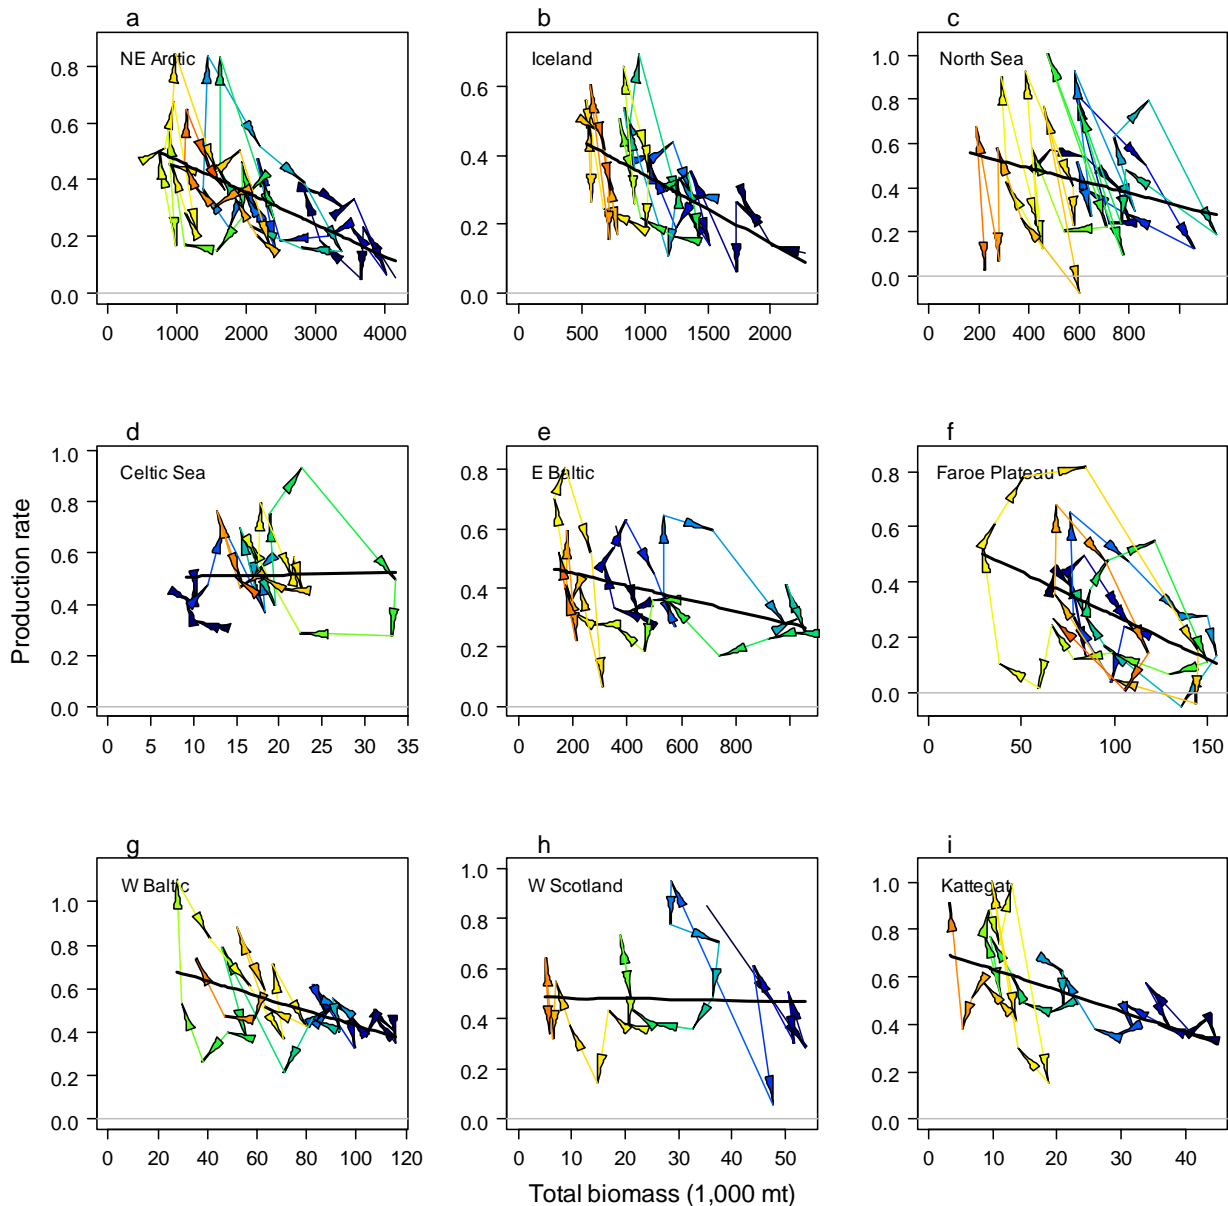 a
NE Arctic
0.8
0.6
0.4
0.2
0.0
0 1000 2000 3000 4000
b
Iceland
0.6
0.4
0.2
0.0
0 500 1000 1500 2000
c
North Sea
1.0
0.8
0.6
0.4
0.2
0.0
0 200 400 600 800
Production rate
d
Celtic Sea
1.0
0.8
0.6
0.4
0.2
0.0
0 5 10 15 20 25 30 35
e
E Baltic
0.8
0.6
0.4
0.2
0.0
0 200 400 600 800
f
Faroe Plateau
0.8
0.6
0.4
0.2
0.0
0 50 100 150
g
W Baltic
1.0
0.8
0.6
0.4
0.2
0.0
0 20 40 60 80 100 120
h
W Scotland
1.0
0.8
0.6
0.4
0.2
0.0
0 10 20 30 40 50
i
Kattegat
1.0
0.8
0.6
0.4
0.2
0.0
0 10 20 30 40
Total biomass (1,000 mt)